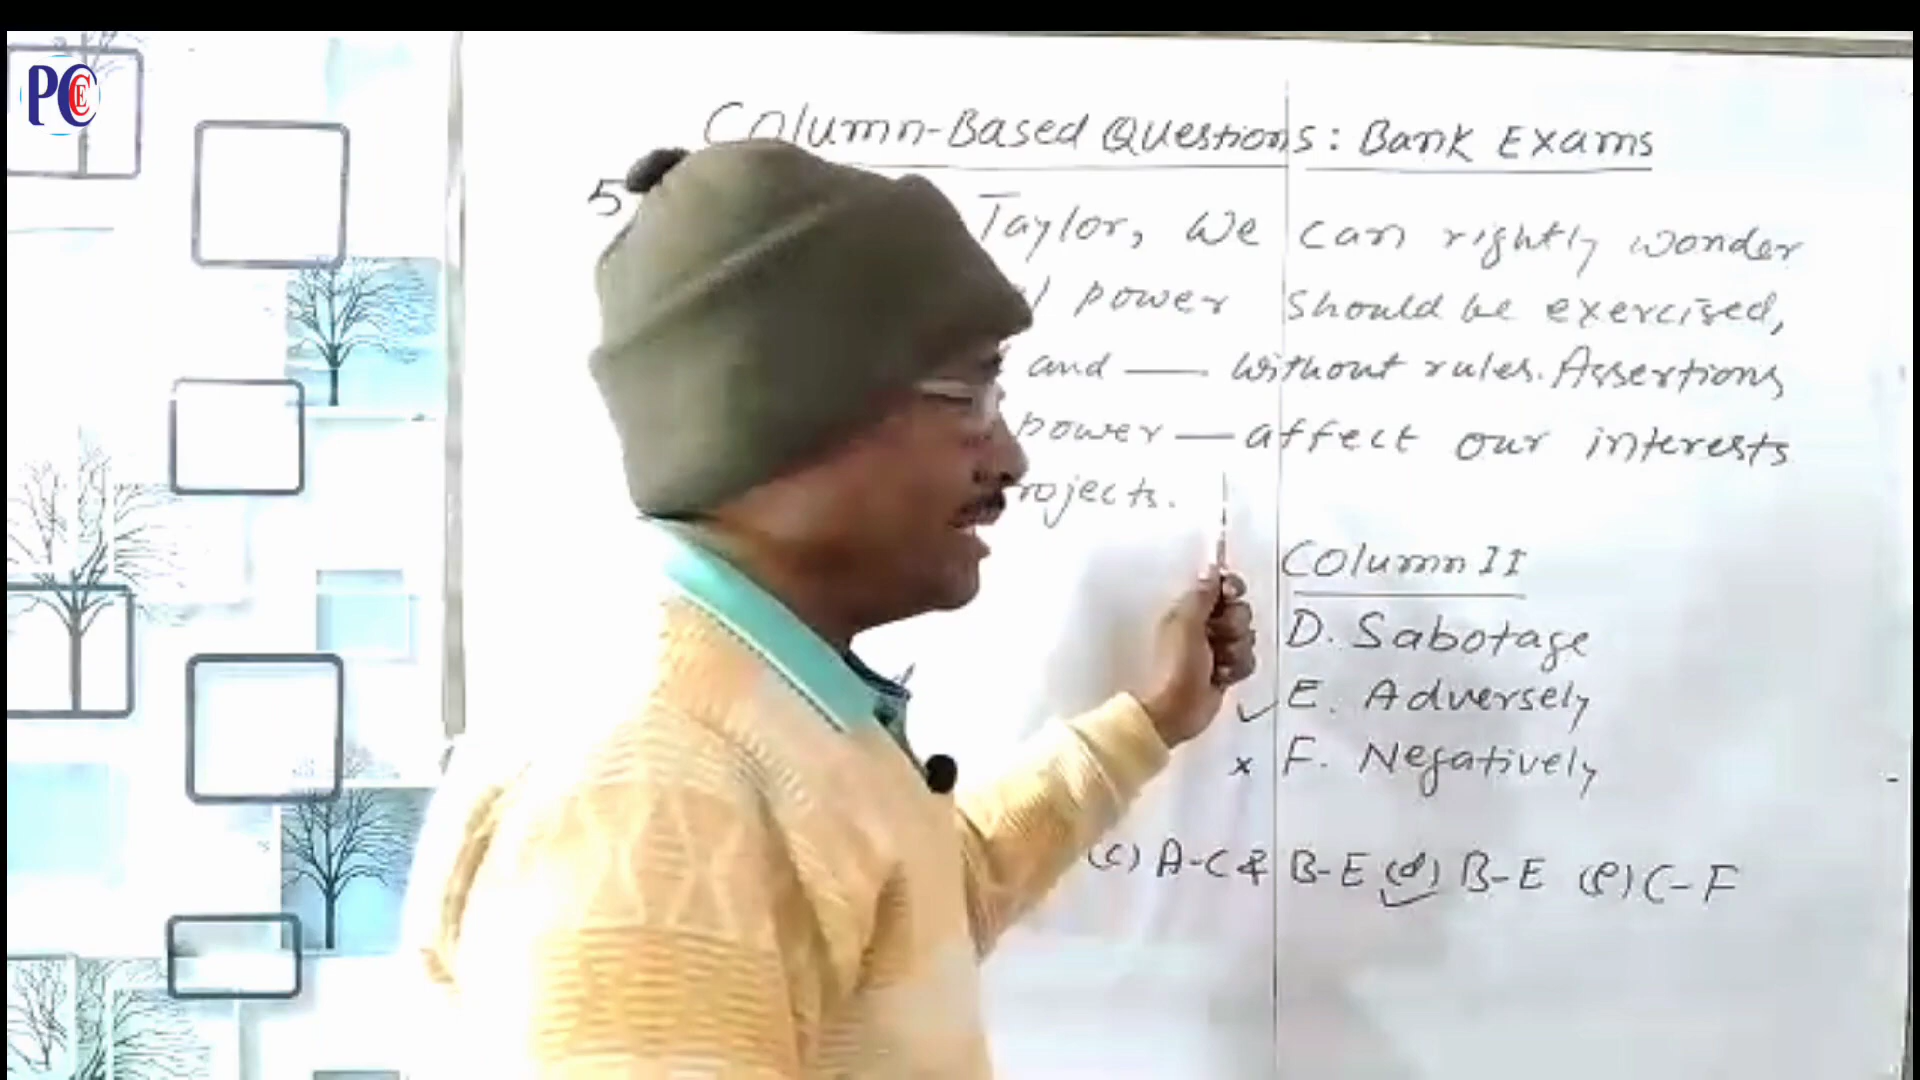 PCEC
Column-Based Questions: Bank Exams
5
Taylor, We can rightly wonder
power should be exercised,
and — without rules. Assertions
power — affect our interests
rojects.
Column II
D. Sabotage
✓ E. Adversely
x F. Negatively
(c) A-C & B-E (d) B-E (e) C-F